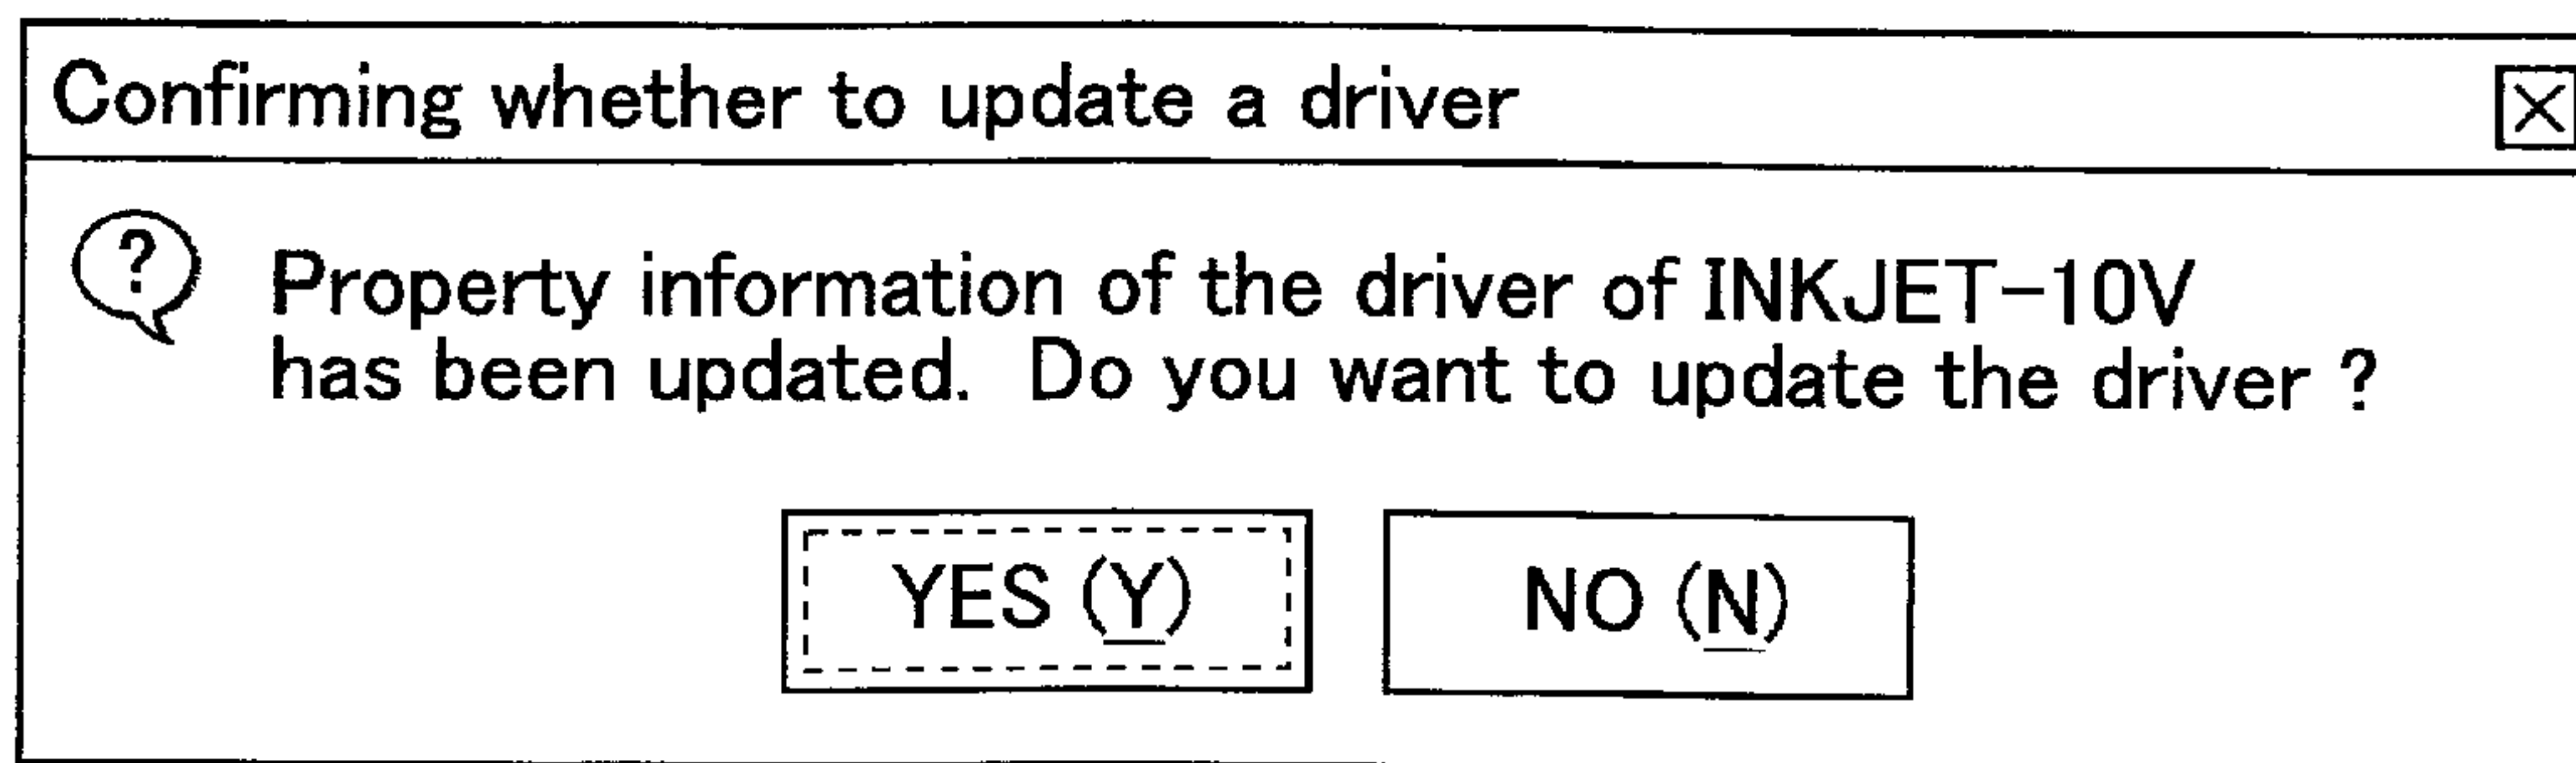 Confirming whether to update a driver
?
Property information of the driver of INKJET-10V
has been updated. Do you want to update the driver ?
YES (Y)
NO (N)